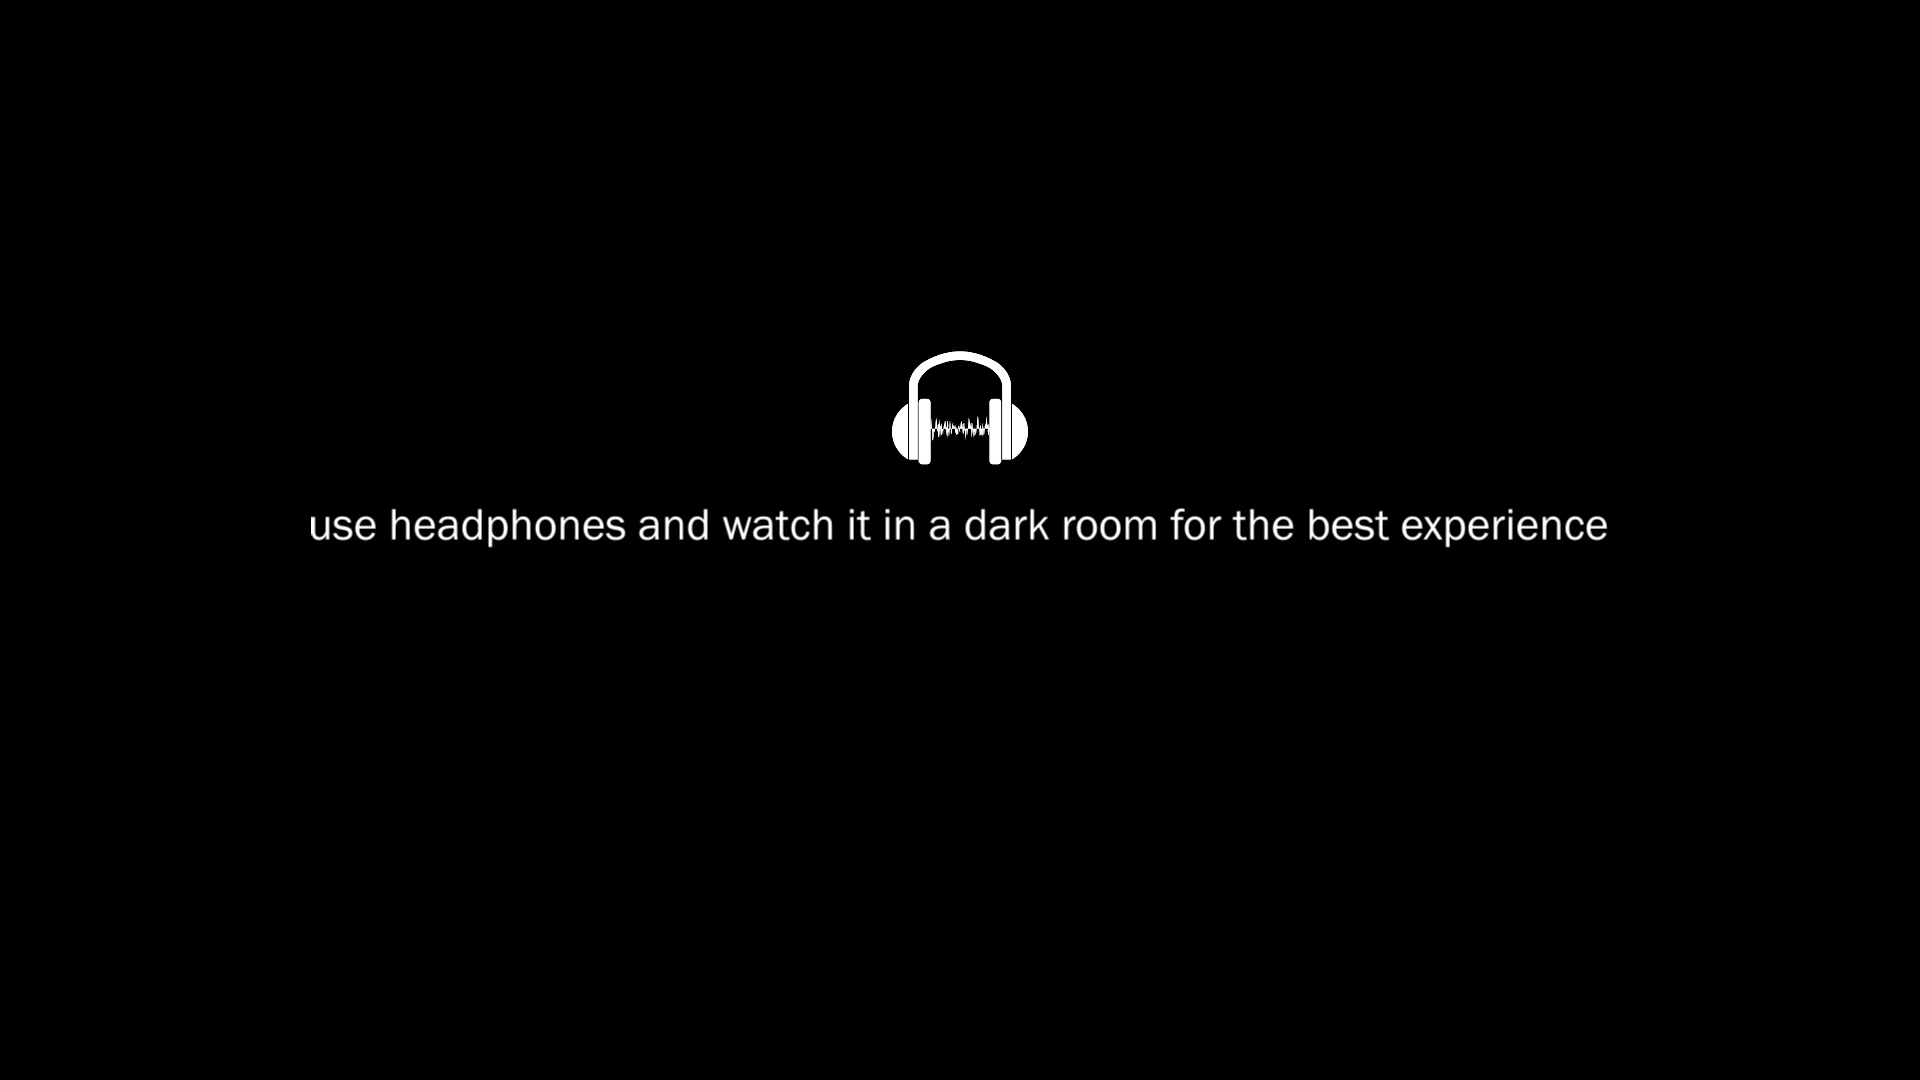 use headphones and watch it in a dark room for the best experience